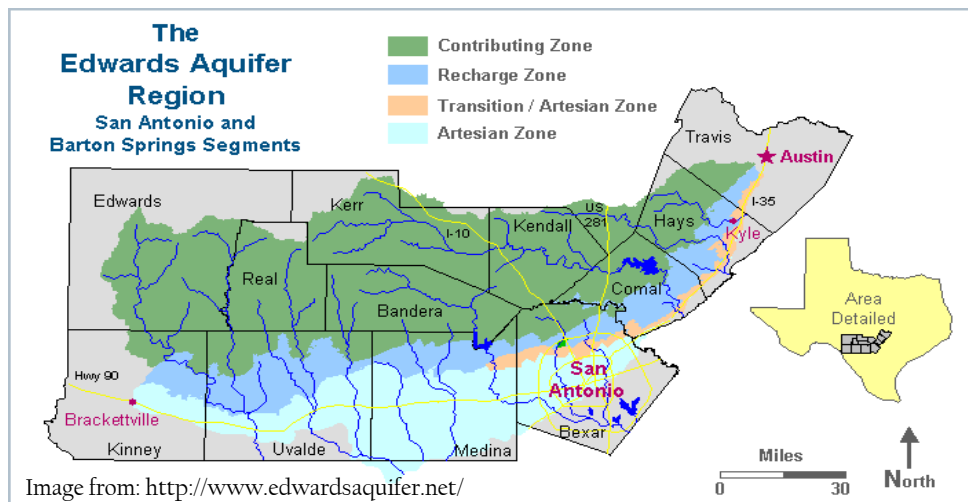 The
Edwards Aquifer
Region
San Antonio and
Barton Springs Segments
Contributing Zone
Recharge Zone
Transition / Artesian Zone
Artesian Zone
Travis
Austin
Edwards
Kerr
US
281
I-35
Kendall
Hays
I-10
Kyle
Real
Comal
Bandera
Area
Detailed
Hwy 90
San
Antonio
Brackettville
Bexar
Kinney
Uvalde
Medina
Miles
0
30
North
Image from: http://www.edwardsaquifer.net/